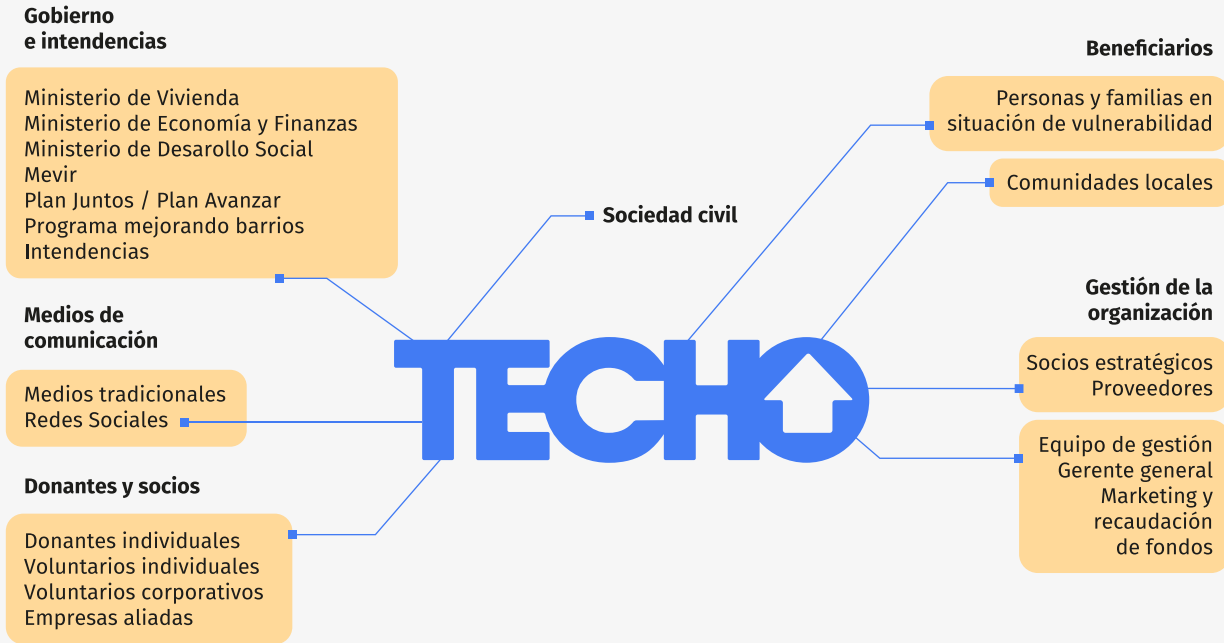 Gobierno
e intendencias
Ministerio de Vivienda
Ministerio de Economía y Finanzas
Ministerio de Desarollo Social
Mevir
Plan Juntos / Plan Avanzar
Programa mejorando barrios
Intendencias
Medios de
comunicación
Medios tradicionales
Redes Sociales
Donantes y socios
Donantes individuales
Voluntarios individuales
Voluntarios corporativos
Empresas aliadas
Sociedad civil
TECHO
Beneficiarios
Personas y familias en
situación de vulnerabilidad
Comunidades locales
Gestión de la
organización
Socios estratégicos
Proveedores
Equipo de gestión
Gerente general
Marketing y
recaudación
de fondos